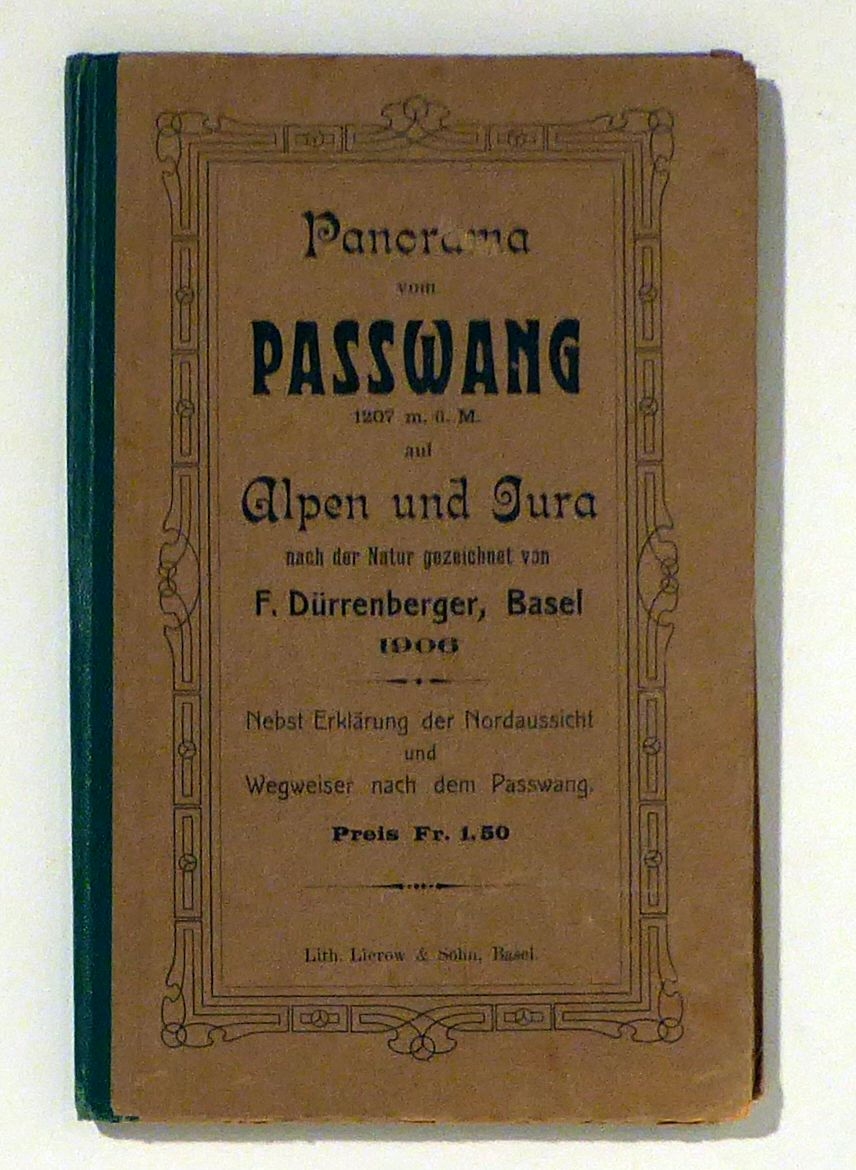 Panorama
vom
PASSWANG
1207 m. ü. M.
auf
Alpen und Jura
nach der Natur gezeichnet von
F. Dürrenberger, Basel
1906
Nebst Erklärung der Nordaussicht
und
Wegweiser nach dem Passwang.
Preis Fr. 1.50
Lith. Lierow & Sohn, Basel.